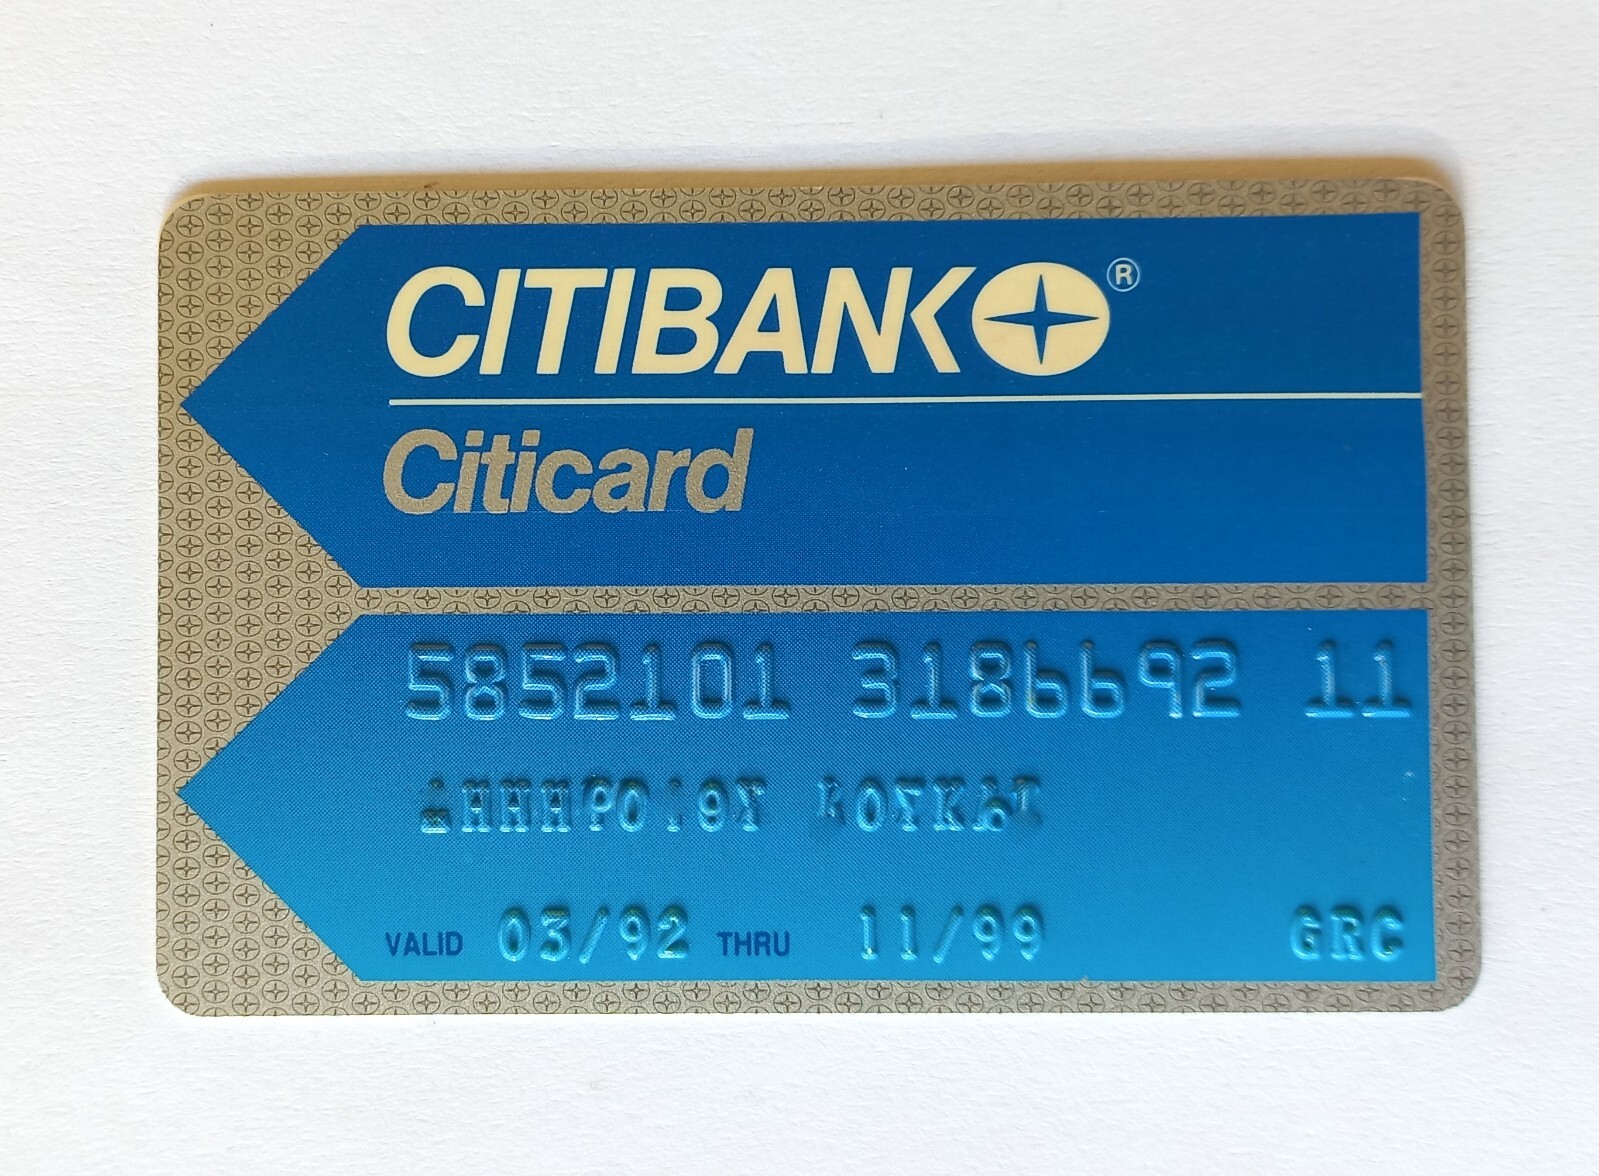 CITIBANK®
Citicard
5852101 3186692 11
VALID 03/92 THRU 11/99 GRC